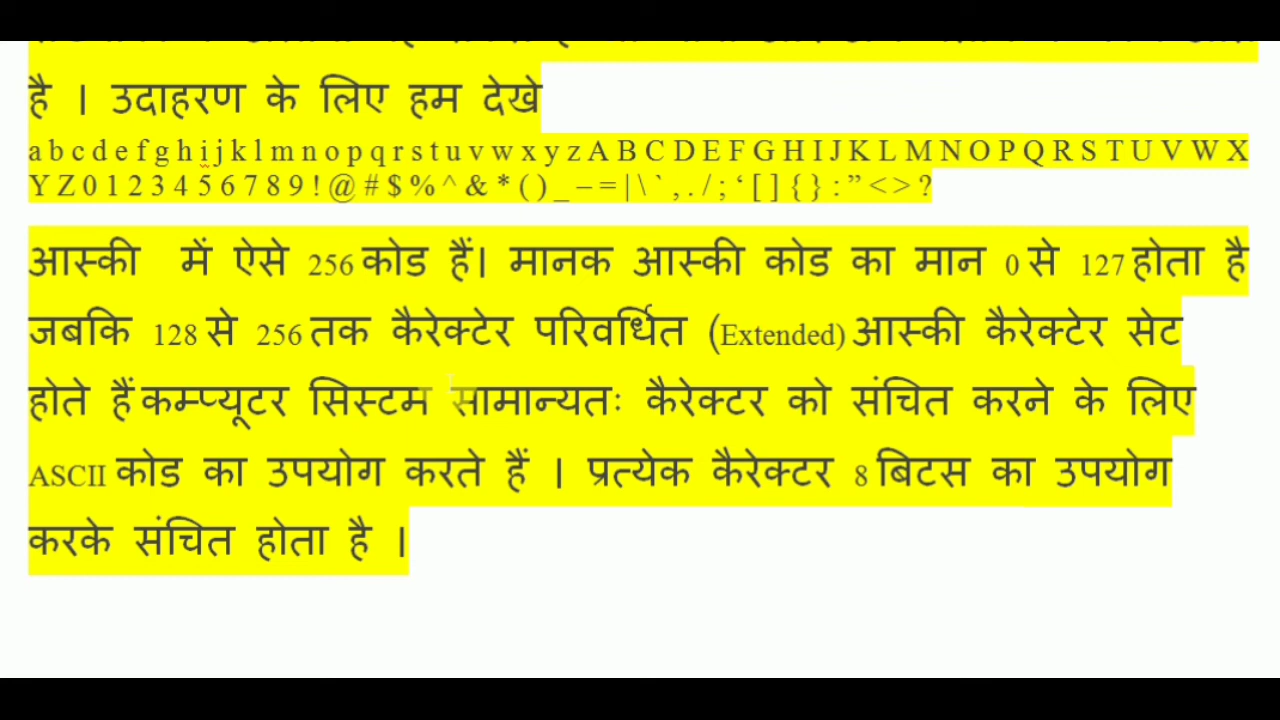 है । उदाहरण के लिए हम देखे
a b c d e f g h i j k l m n o p q r s t u v w x y z A B C D E F G H I J K L M N O P Q R S T U V W X
Y Z 0 1 2 3 4 5 6 7 8 9 ! @ # $ % ^ & * ( ) _ – = | \ ` , . / ; ‘ [ ] { } : ” < > ?
आस्की में ऐसे 256 कोड हैं। मानक आस्की कोड का मान 0 से 127 होता है
जबकि 128 से 256 तक कैरेक्टेर परिवर्धित (Extended) आस्की कैरेक्टेर सेट
होते हैं कम्प्यूटर सिस्टम सामान्यतः कैरेक्टर को संचित करने के लिए
ASCII कोड का उपयोग करते हैं । प्रत्येक कैरेक्टर 8 बिटस का उपयोग
करके संचित होता है ।